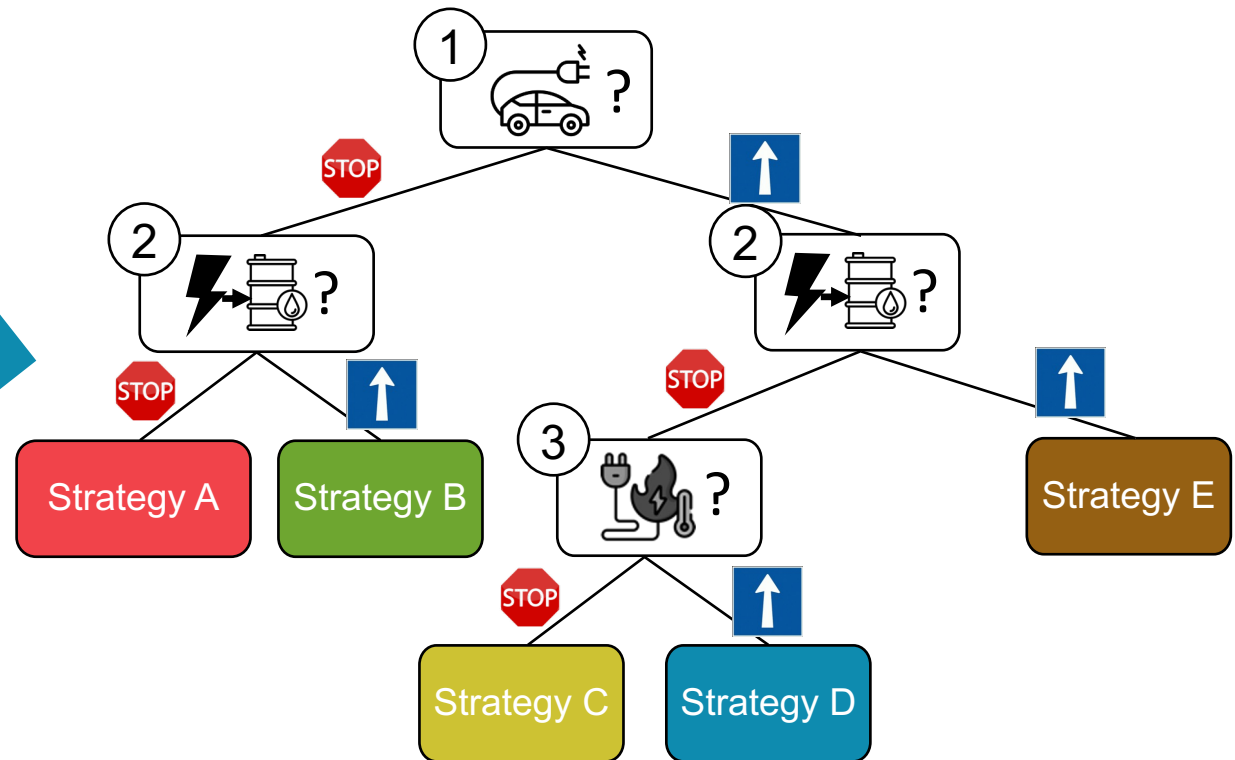 1
?
STOP
2
?
2
?
STOP
STOP
3
?
Strategy A
Strategy B
Strategy E
STOP
Strategy C
Strategy D